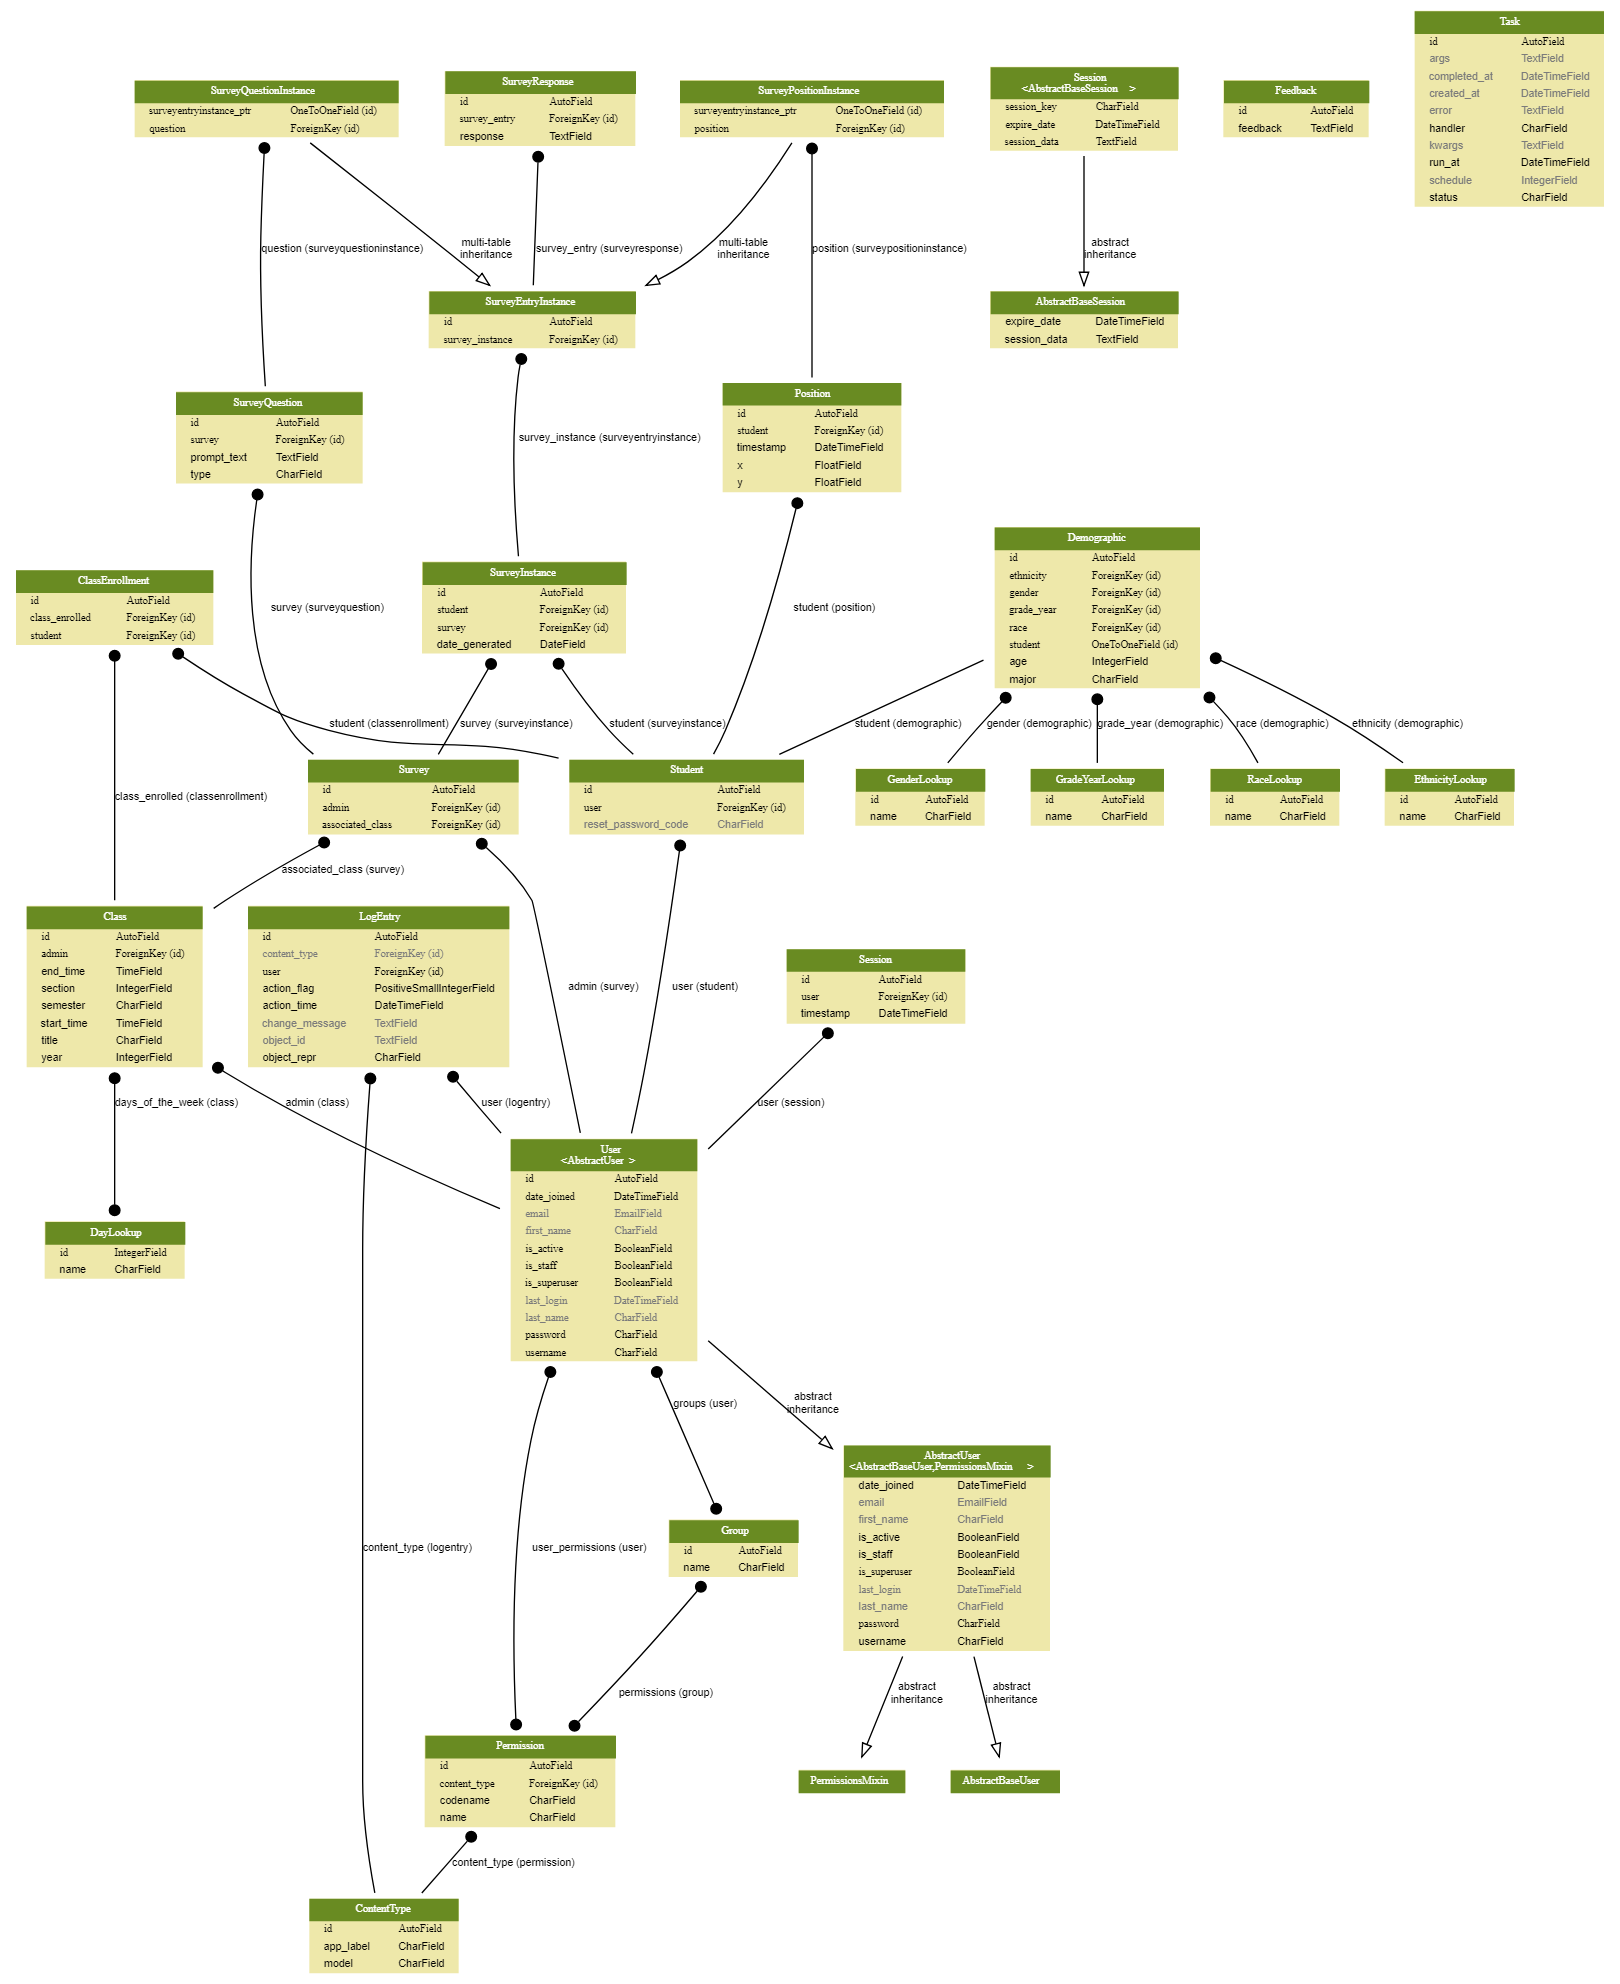 Task
id AutoField
args TextField
completed_at DateTimeField
created_at DateTimeField
error TextField
handler CharField
kwargs TextField
run_at DateTimeField
schedule IntegerField
status CharField
SurveyQuestionInstance
surveyentryinstance_ptr OneToOneField (id)
question ForeignKey (id)
SurveyResponse
id AutoField
survey_entry ForeignKey (id)
response TextField
SurveyPositionInstance
surveyentryinstance_ptr OneToOneField (id)
position ForeignKey (id)
Session
<AbstractBaseSession >
session_key CharField
expire_date DateTimeField
session_data TextField
Feedback
id AutoField
feedback TextField
question (surveyquestioninstance)
multi-table
inheritance
survey_entry (surveyresponse)
multi-table
inheritance
position (surveypositioninstance)
abstract
inheritance
SurveyEntryInstance
id AutoField
survey_instance ForeignKey (id)
AbstractBaseSession
expire_date DateTimeField
session_data TextField
SurveyQuestion
id AutoField
survey ForeignKey (id)
prompt_text TextField
type CharField
survey_instance (surveyentryinstance)
Position
id AutoField
student ForeignKey (id)
timestamp DateTimeField
x FloatField
y FloatField
ClassEnrollment
id AutoField
class_enrolled ForeignKey (id)
student ForeignKey (id)
survey (surveyquestion)
SurveyInstance
id AutoField
student ForeignKey (id)
survey ForeignKey (id)
date_generated DateField
student (position)
Demographic
id AutoField
ethnicity ForeignKey (id)
gender ForeignKey (id)
grade_year ForeignKey (id)
race ForeignKey (id)
student OneToOneField (id)
age IntegerField
major CharField
student (classenrollment)
survey (surveyinstance)
student (surveyinstance)
student (demographic)
gender (demographic)
grade_year (demographic)
race (demographic)
ethnicity (demographic)
class_enrolled (classenrollment)
Survey
id AutoField
admin ForeignKey (id)
associated_class ForeignKey (id)
Student
id AutoField
user ForeignKey (id)
reset_password_code CharField
GenderLookup
id AutoField
name CharField
GradeYearLookup
id AutoField
name CharField
RaceLookup
id AutoField
name CharField
EthnicityLookup
id AutoField
name CharField
associated_class (survey)
Class
id AutoField
admin ForeignKey (id)
end_time TimeField
section IntegerField
semester CharField
start_time TimeField
title CharField
year IntegerField
LogEntry
id AutoField
content_type ForeignKey (id)
user ForeignKey (id)
action_flag PositiveSmallIntegerField
action_time DateTimeField
change_message TextField
object_id TextField
object_repr CharField
admin (survey)
user (student)
Session
id AutoField
user ForeignKey (id)
timestamp DateTimeField
days_of_the_week (class)
admin (class)
user (logentry)
user (session)
DayLookup
id IntegerField
name CharField
User
<AbstractUser >
id AutoField
date_joined DateTimeField
email EmailField
first_name CharField
is_active BooleanField
is_staff BooleanField
is_superuser BooleanField
last_login DateTimeField
last_name CharField
password CharField
username CharField
groups (user)
abstract
inheritance
content_type (logentry)
user_permissions (user)
Group
id AutoField
name CharField
AbstractUser
<AbstractBaseUser,PermissionsMixin >
date_joined DateTimeField
email EmailField
first_name CharField
is_active BooleanField
is_staff BooleanField
is_superuser BooleanField
last_login DateTimeField
last_name CharField
password CharField
username CharField
permissions (group)
abstract
inheritance
abstract
inheritance
Permission
id AutoField
content_type ForeignKey (id)
codename CharField
name CharField
PermissionsMixin
AbstractBaseUser
content_type (permission)
ContentType
id AutoField
app_label CharField
model CharField